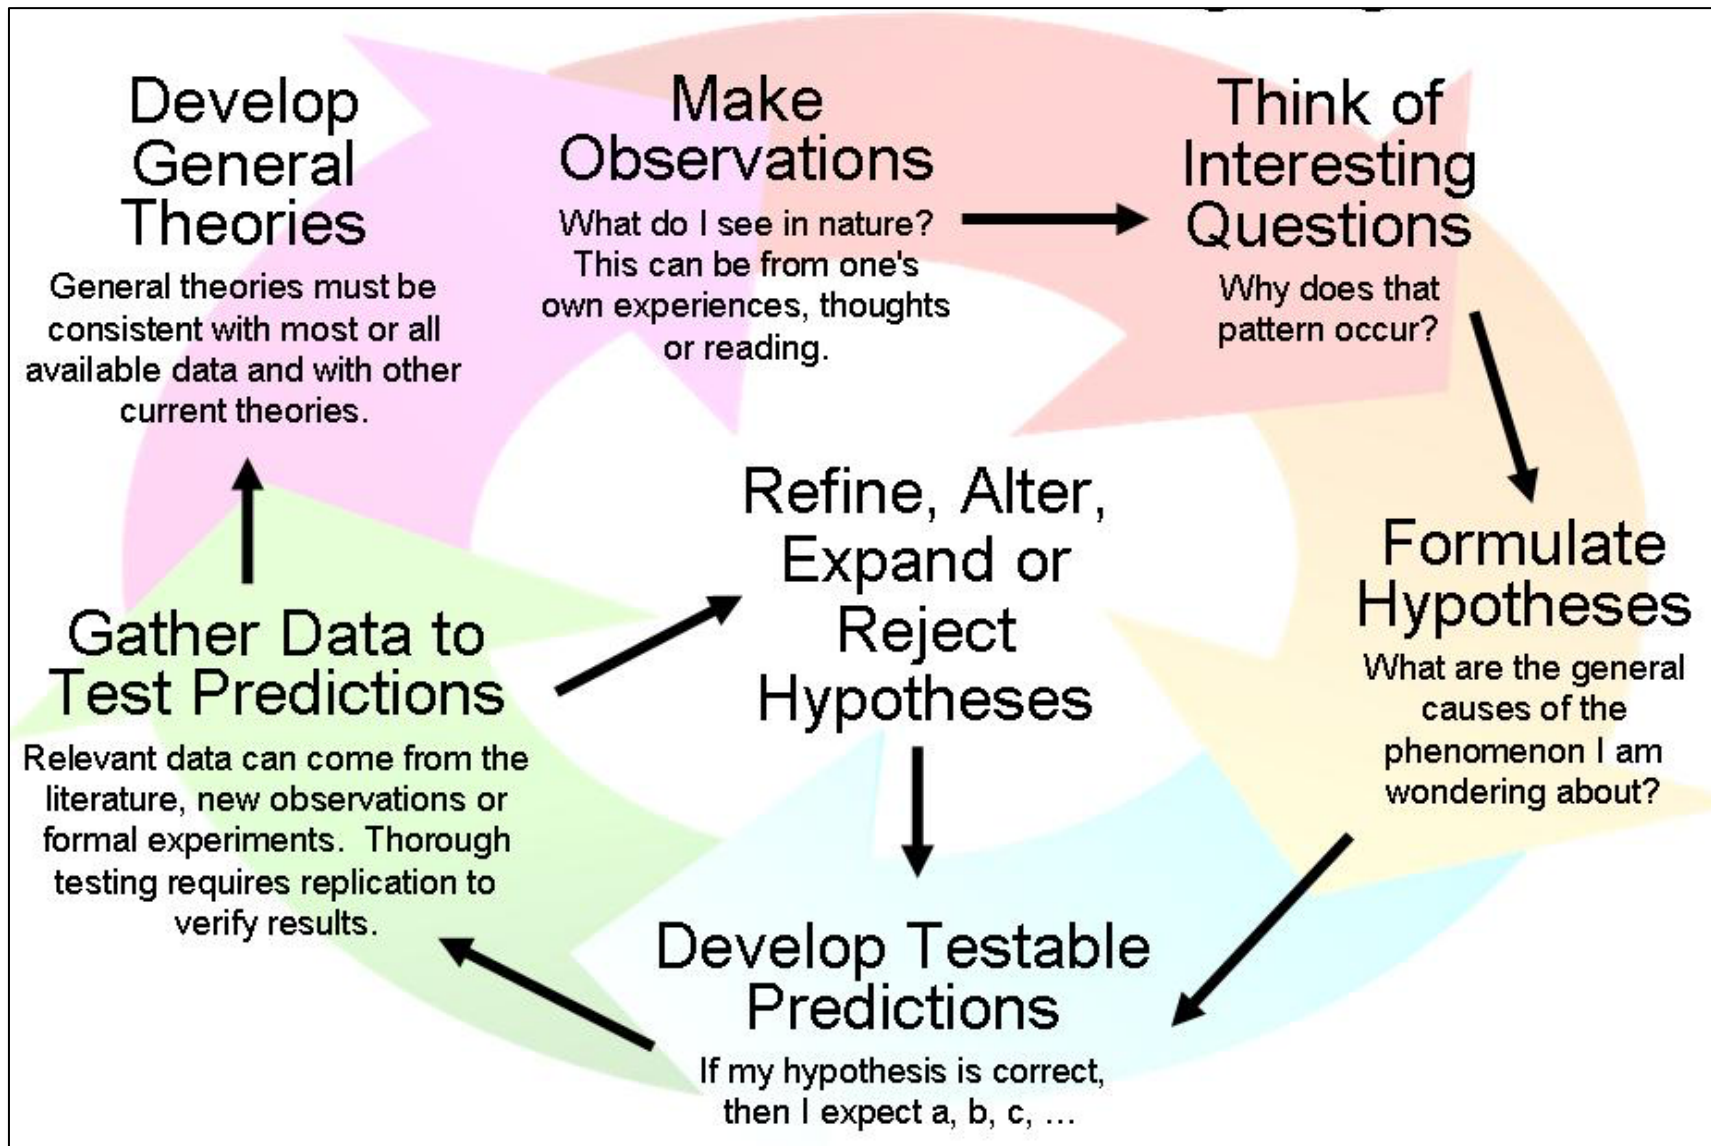 Make
Observations
What do I see in nature?
This can be from one's
own experiences, thoughts
or reading.
Think of
Interesting
Questions
Why does that
pattern occur?
Formulate
Hypotheses
What are the general
causes of the
phenomenon I am
wondering about?
Develop Testable
Predictions
If my hypothesis is correct,
then I expect a, b, c, ...
Gather Data to
Test Predictions
Relevant data can come from the
literature, new observations or
formal experiments.  Thorough
testing requires replication to
verify results.
Refine, Alter,
Expand or
Reject
Hypotheses
Develop
General
Theories
General theories must be
consistent with most or all
available data and with other
current theories.